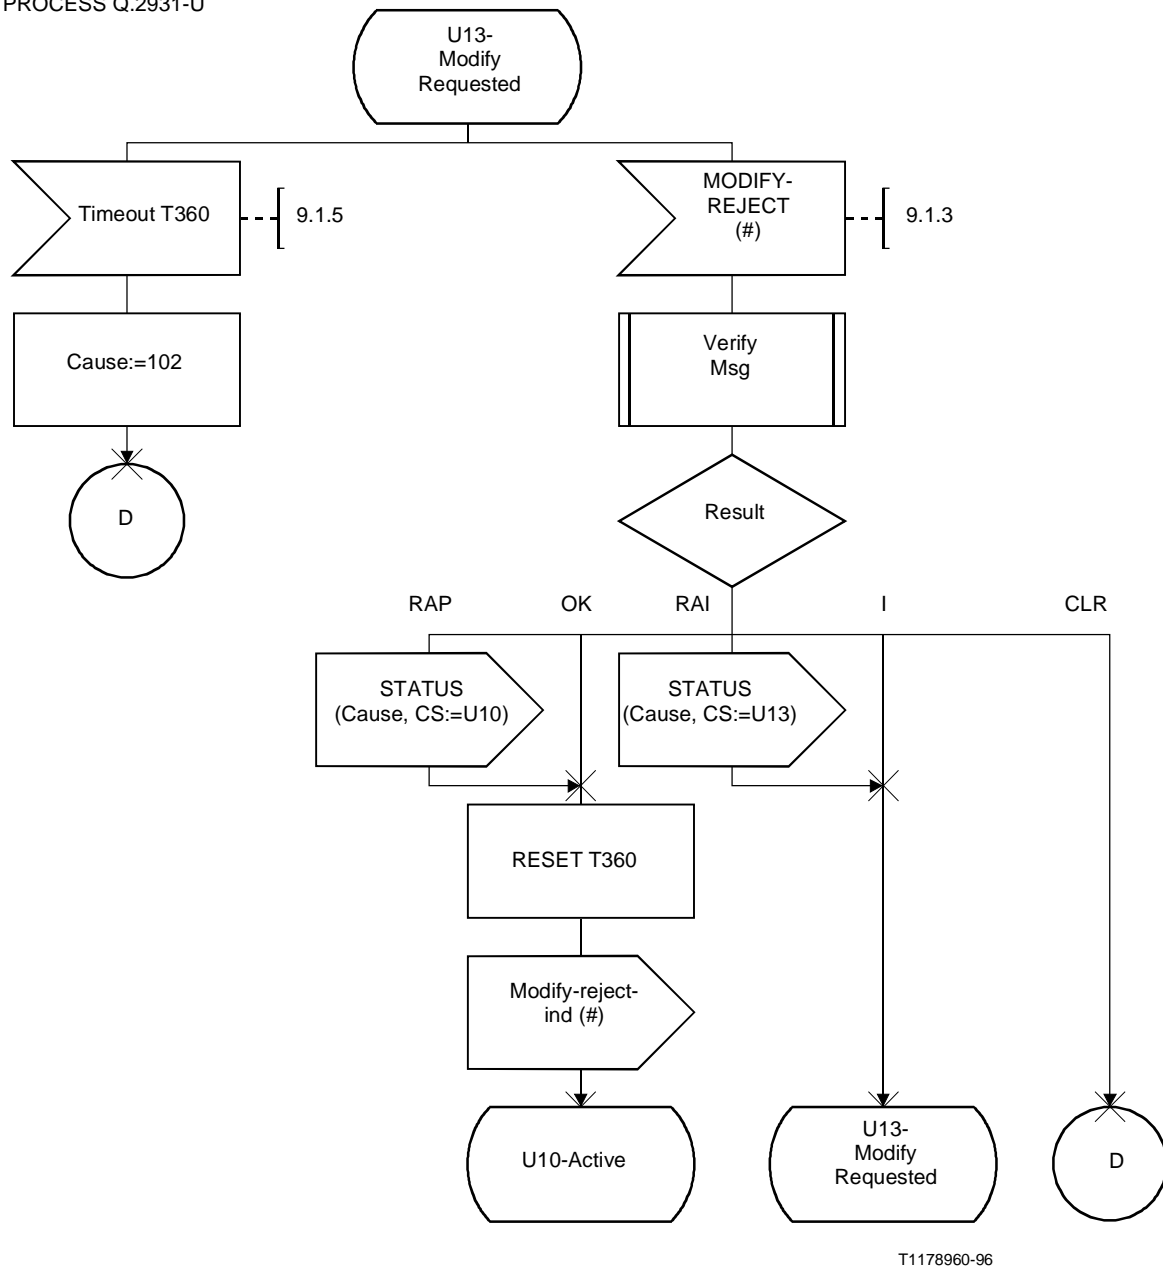 PROCESS Q.2931-U
U13-
Modify
Requested
Timeout T360
9.1.5
MODIFY-
REJECT
(#)
9.1.3
Cause:=102
Verify
Msg
D
Result
RAP OK RAI I CLR
STATUS
(Cause, CS:=U10)
STATUS
(Cause, CS:=U13)
RESET T360
Modify-reject-
ind (#)
U10-Active
U13-
Modify
Requested
D
T1178960-96